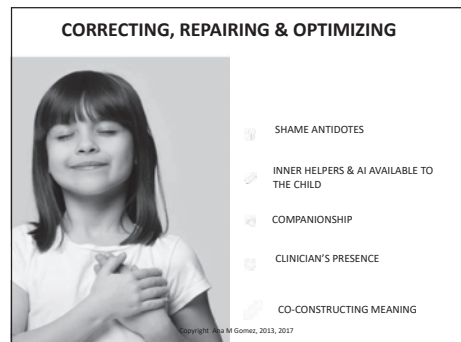 CORRECTING, REPAIRING & OPTIMIZING
SHAME ANTIDOTES
INNER HELPERS & AI AVAILABLE TO
THE CHILD
COMPANIONSHIP
CLINICIAN'S PRESENCE
CO-CONSTRUCTING MEANING
Copyright Ana M Gomez, 2013, 2017